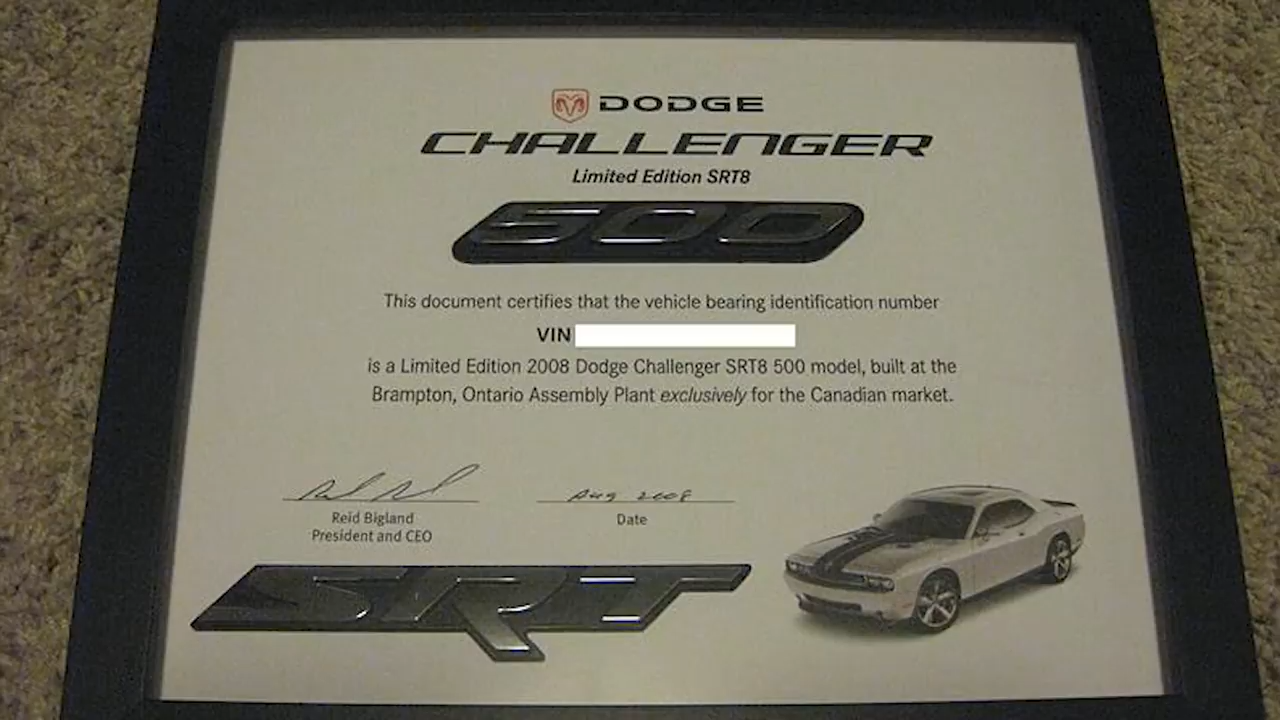 DODGE
CHALLENGER
Limited Edition SRT8
500
This document certifies that the vehicle bearing identification number
VIN
is a Limited Edition 2008 Dodge Challenger SRT8 500 model, built at the
Brampton, Ontario Assembly Plant exclusively for the Canadian market.
Aug 2008
Reid Bigland
Date
President and CEO
SRT